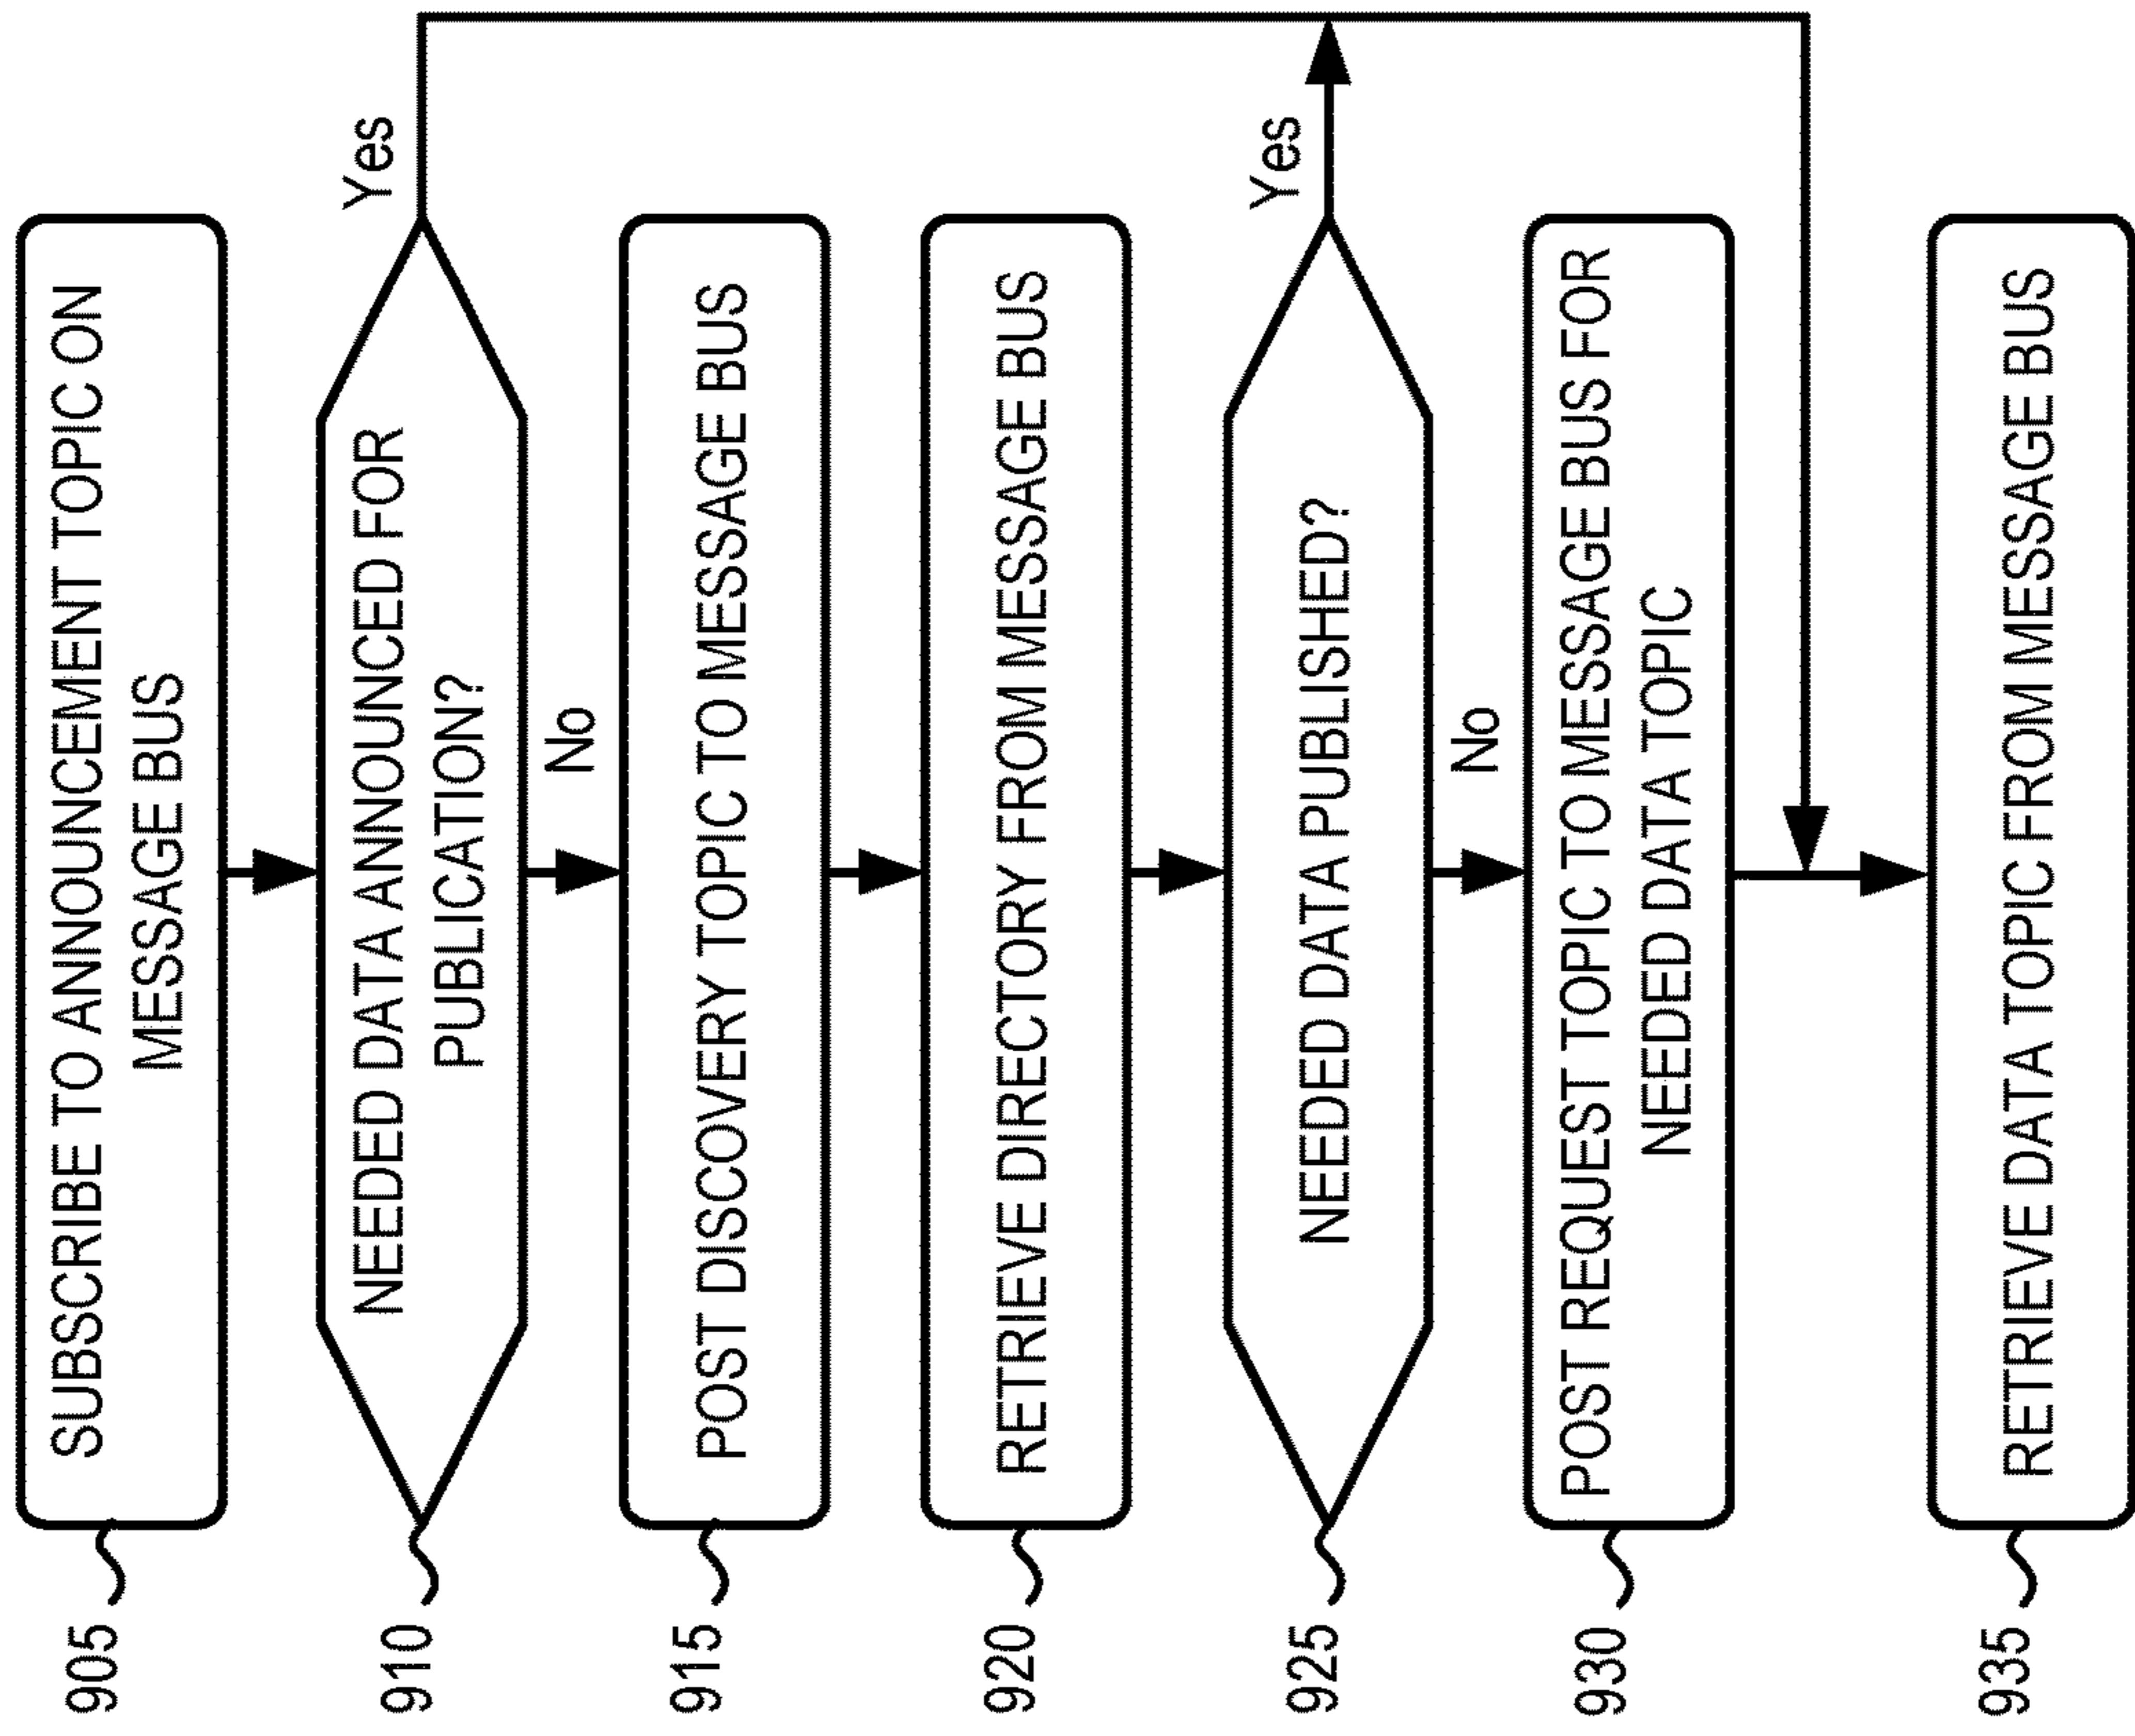 905
SUBSCRIBE TO ANNOUNCEMENT TOPIC ON
MESSAGE BUS
910
NEEDED DATA ANNOUNCED FOR
PUBLICATION?
Yes
No
915
POST DISCOVERY TOPIC TO MESSAGE BUS
920
RETRIEVE DIRECTORY FROM MESSAGE BUS
925
NEEDED DATA PUBLISHED?
Yes
No
930
POST REQUEST TOPIC TO MESSAGE BUS FOR
NEEDED DATA TOPIC
935
RETRIEVE DATA TOPIC FROM MESSAGE BUS